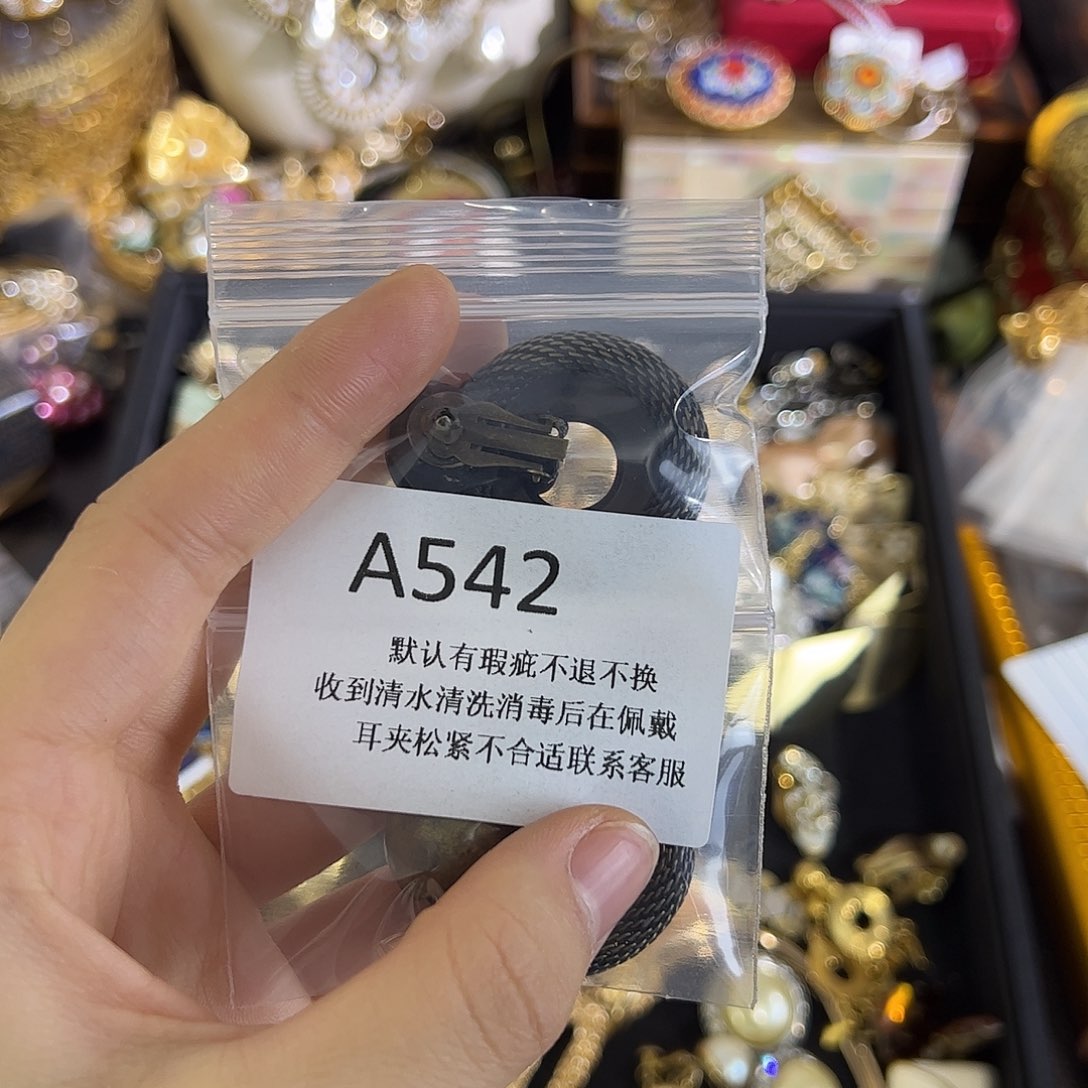 A542
默认有瑕疵不退不换
收到清水清洗消毒后在佩戴
耳夹松紧不合适联系客服